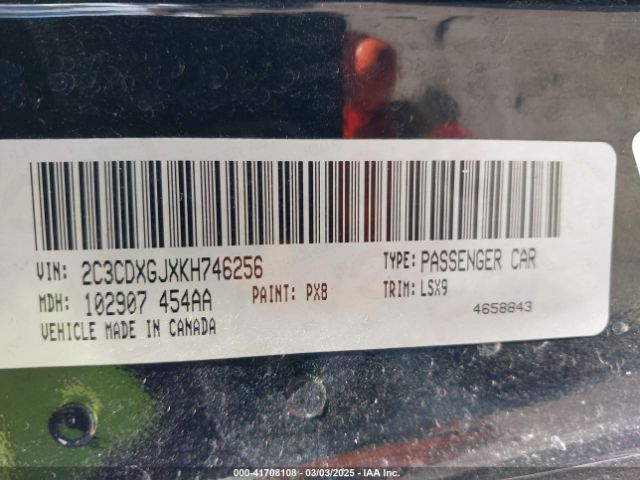 VIN: 2C3CDXGJXKH746256 TYPE: PASSENGER CAR
MDH: 102907 454AA PAINT: PX8 TRIM: LSX9
VEHICLE MADE IN CANADA 4658843
000-41708108 - 03/03/2025 - IAA Inc.